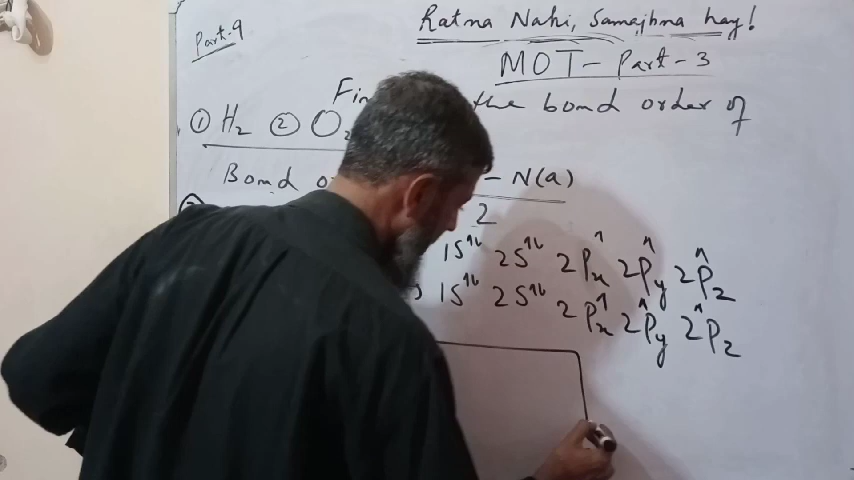 Part-9
Ratna Nahi, Samajhna hay!
MOT- Part-3
the bond order of
① H₂ ② O₂
Bond - N(a)
2
1S↑↓ 2S↑↓ 2Px↑ 2Py↑ 2Pz↑
1S↑↓ 2S↑↓ 2Px↑ 2Py↑ 2Pz↑